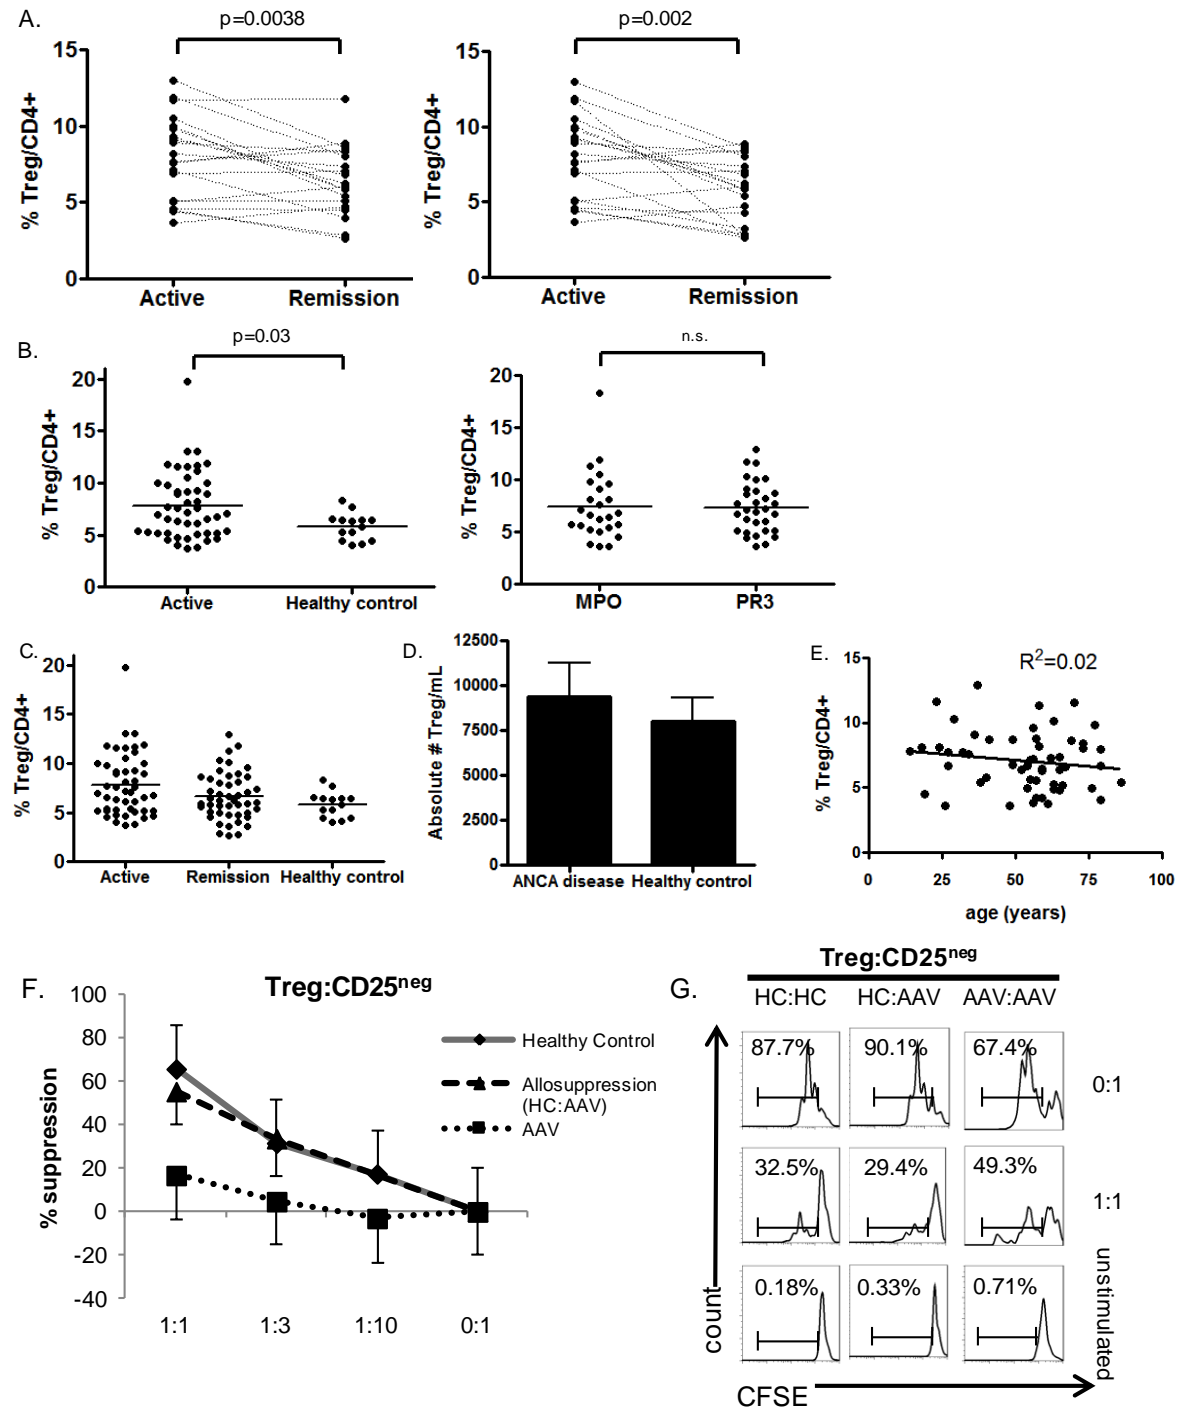 A.
p=0.0038
p=0.002
% Treg/CD4+
15
10
5
0
Active
Remission
% Treg/CD4+
15
10
5
0
Active
Remission
B.
p=0.03
n.s.
% Treg/CD4+
20
15
10
5
0
Active
Healthy control
% Treg/CD4+
20
15
10
5
0
MPO
PR3
C.
% Treg/CD4+
20
15
10
5
0
Active
Remission
Healthy control
D.
Absolute # Treg/mL
12500
10000
7500
5000
2500
0
ANCA disease
Healthy control
E.
R²=0.02
% Treg/CD4+
15
10
5
0
0
25
50
75
100
age (years)
F.
Treg:CD25neg
% suppression
100
80
60
40
20
0
-20
-40
1:1
1:3
1:10
0:1
Healthy Control
Allosuppression
(HC:AAV)
AAV
G.
Treg:CD25neg
HC:HC
HC:AAV
AAV:AAV
87.7%
90.1%
67.4%
0:1
32.5%
29.4%
49.3%
1:1
0.18%
0.33%
0.71%
unstimulated
count
CFSE